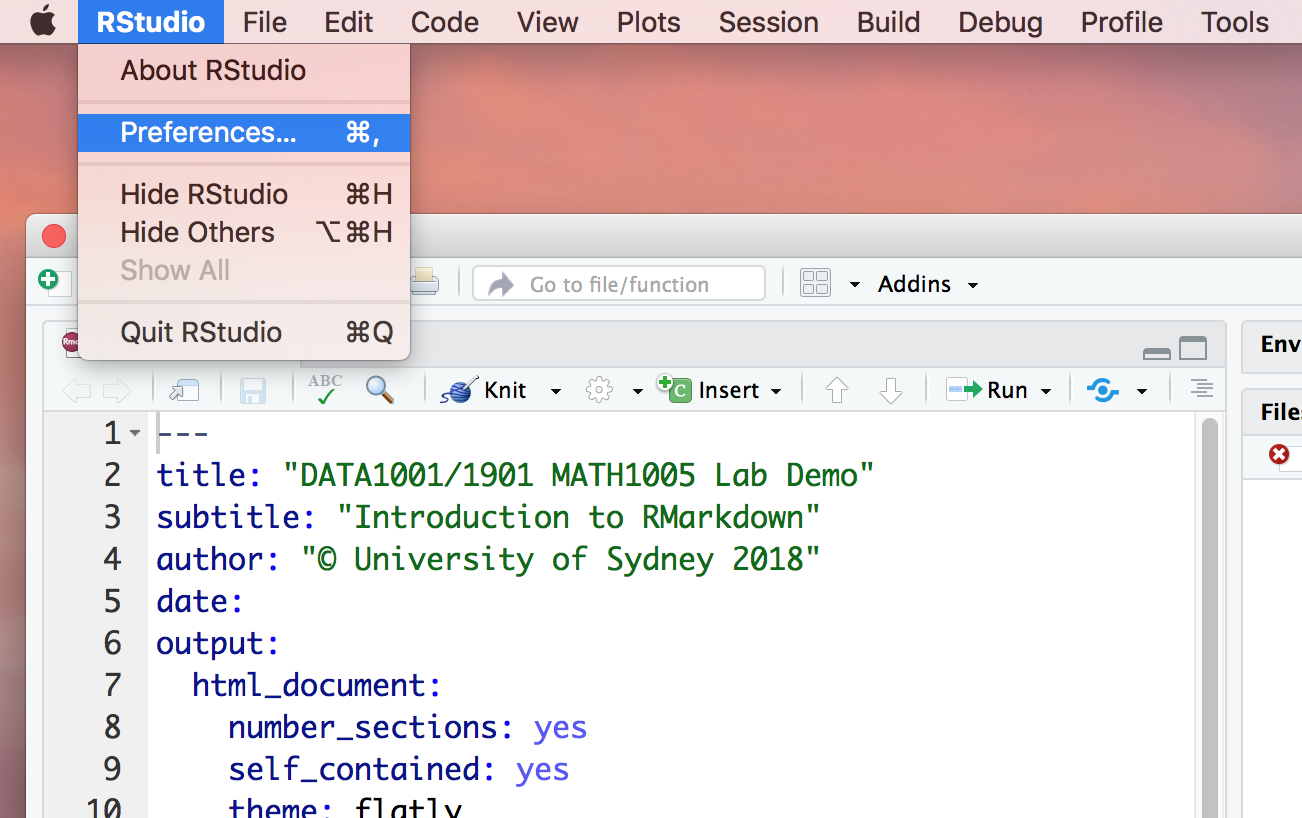 RStudio File Edit Code View Plots Session Build Debug Profile Tools
About RStudio
Preferences... ⌘,
Hide RStudio ⌘H
Hide Others ⌥⌘H
Show All
Quit RStudio ⌘Q
Go to file/function Addins
ABC Knit Insert Run
1 ---
2 title: "DATA1001/1901 MATH1005 Lab Demo"
3 subtitle: "Introduction to RMarkdown"
4 author: "© University of Sydney 2018"
5 date:
6 output:
7 html_document:
8 number_sections: yes
9 self_contained: yes
10 theme: flatly
Env
Files